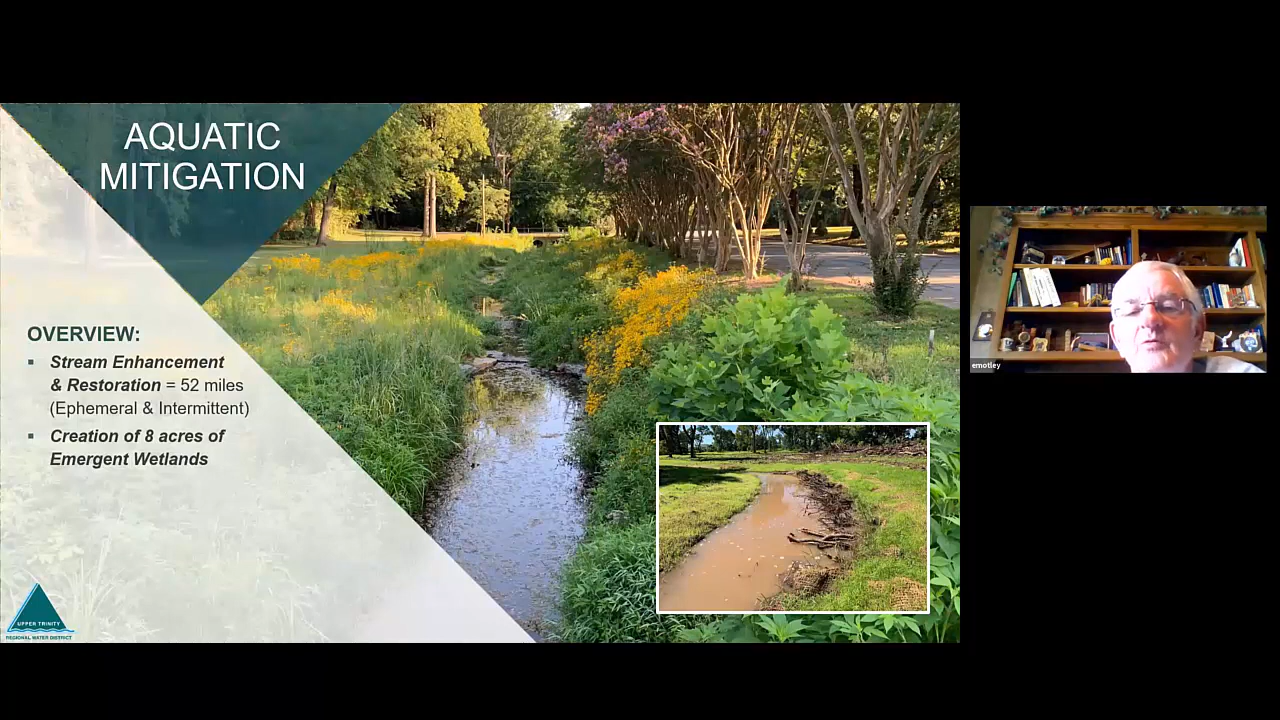 AQUATIC
MITIGATION
OVERVIEW:
▪ Stream Enhancement
& Restoration = 52 miles
(Ephemeral & Intermittent)
▪ Creation of 8 acres of
Emergent Wetlands
UPPER TRINITY
REGIONAL WATER DISTRICT
emotley